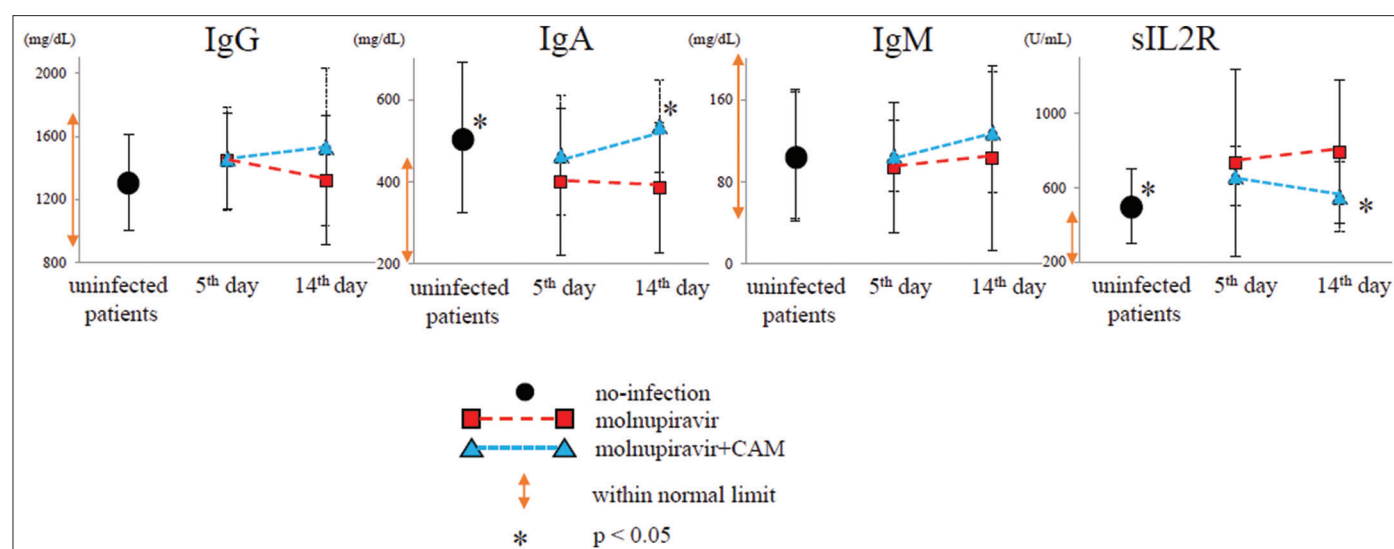 (mg/dL) IgG
2000
1600
1200
800
uninfected patients
5th day
14th day
(mg/dL) IgA
600
400
200
*
*
uninfected patients
5th day
14th day
(mg/dL) IgM
160
80
0
uninfected patients
5th day
14th day
(U/mL) sIL2R
1000
600
200
*
*
uninfected patients
5th day
14th day
no-infection
molnupiravir
molnupiravir+CAM
within normal limit
* p < 0.05